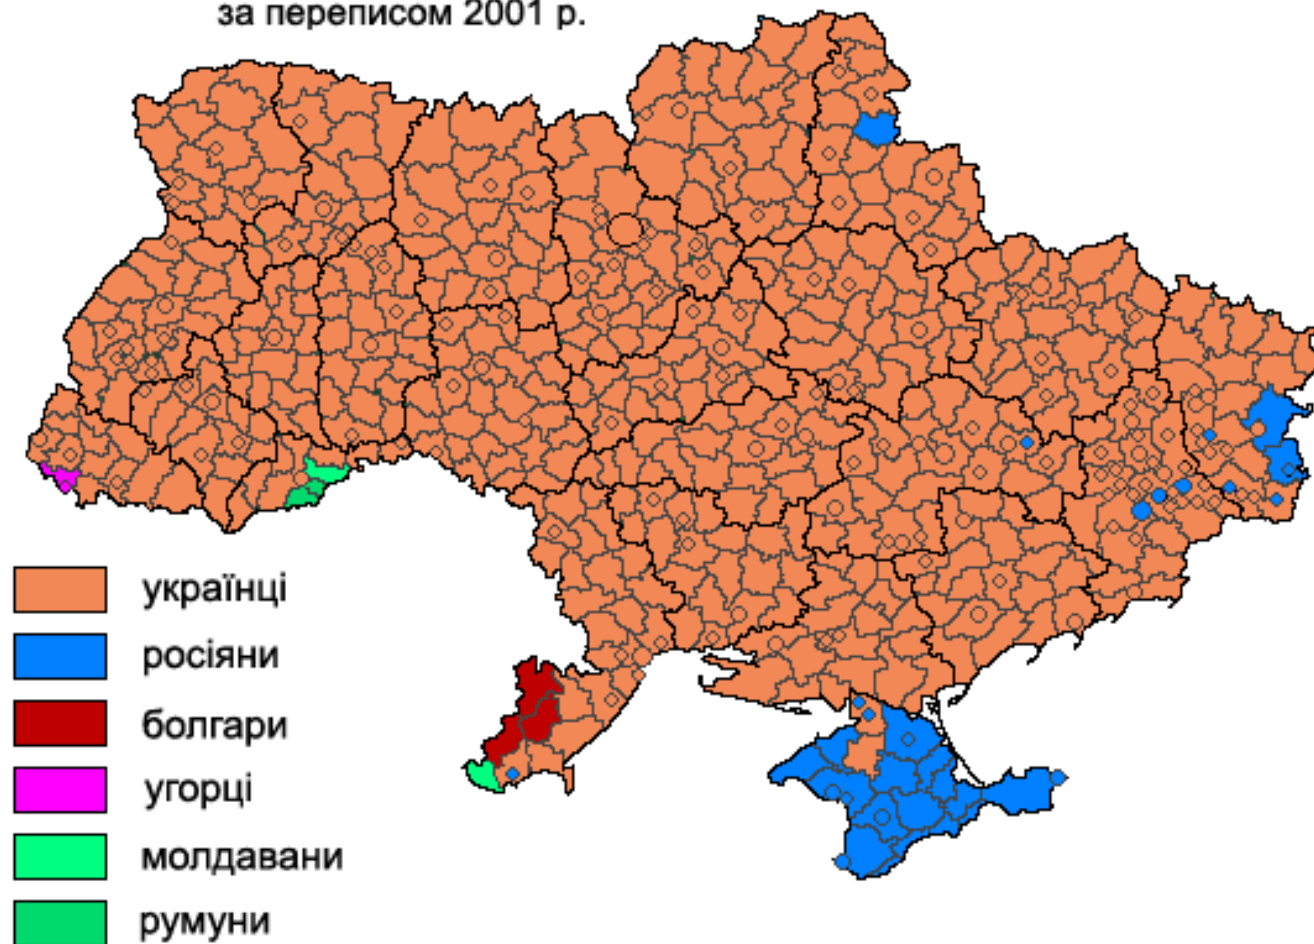 за переписом 2001 р.
українці
росіяни
болгари
угорці
молдавани
румуни